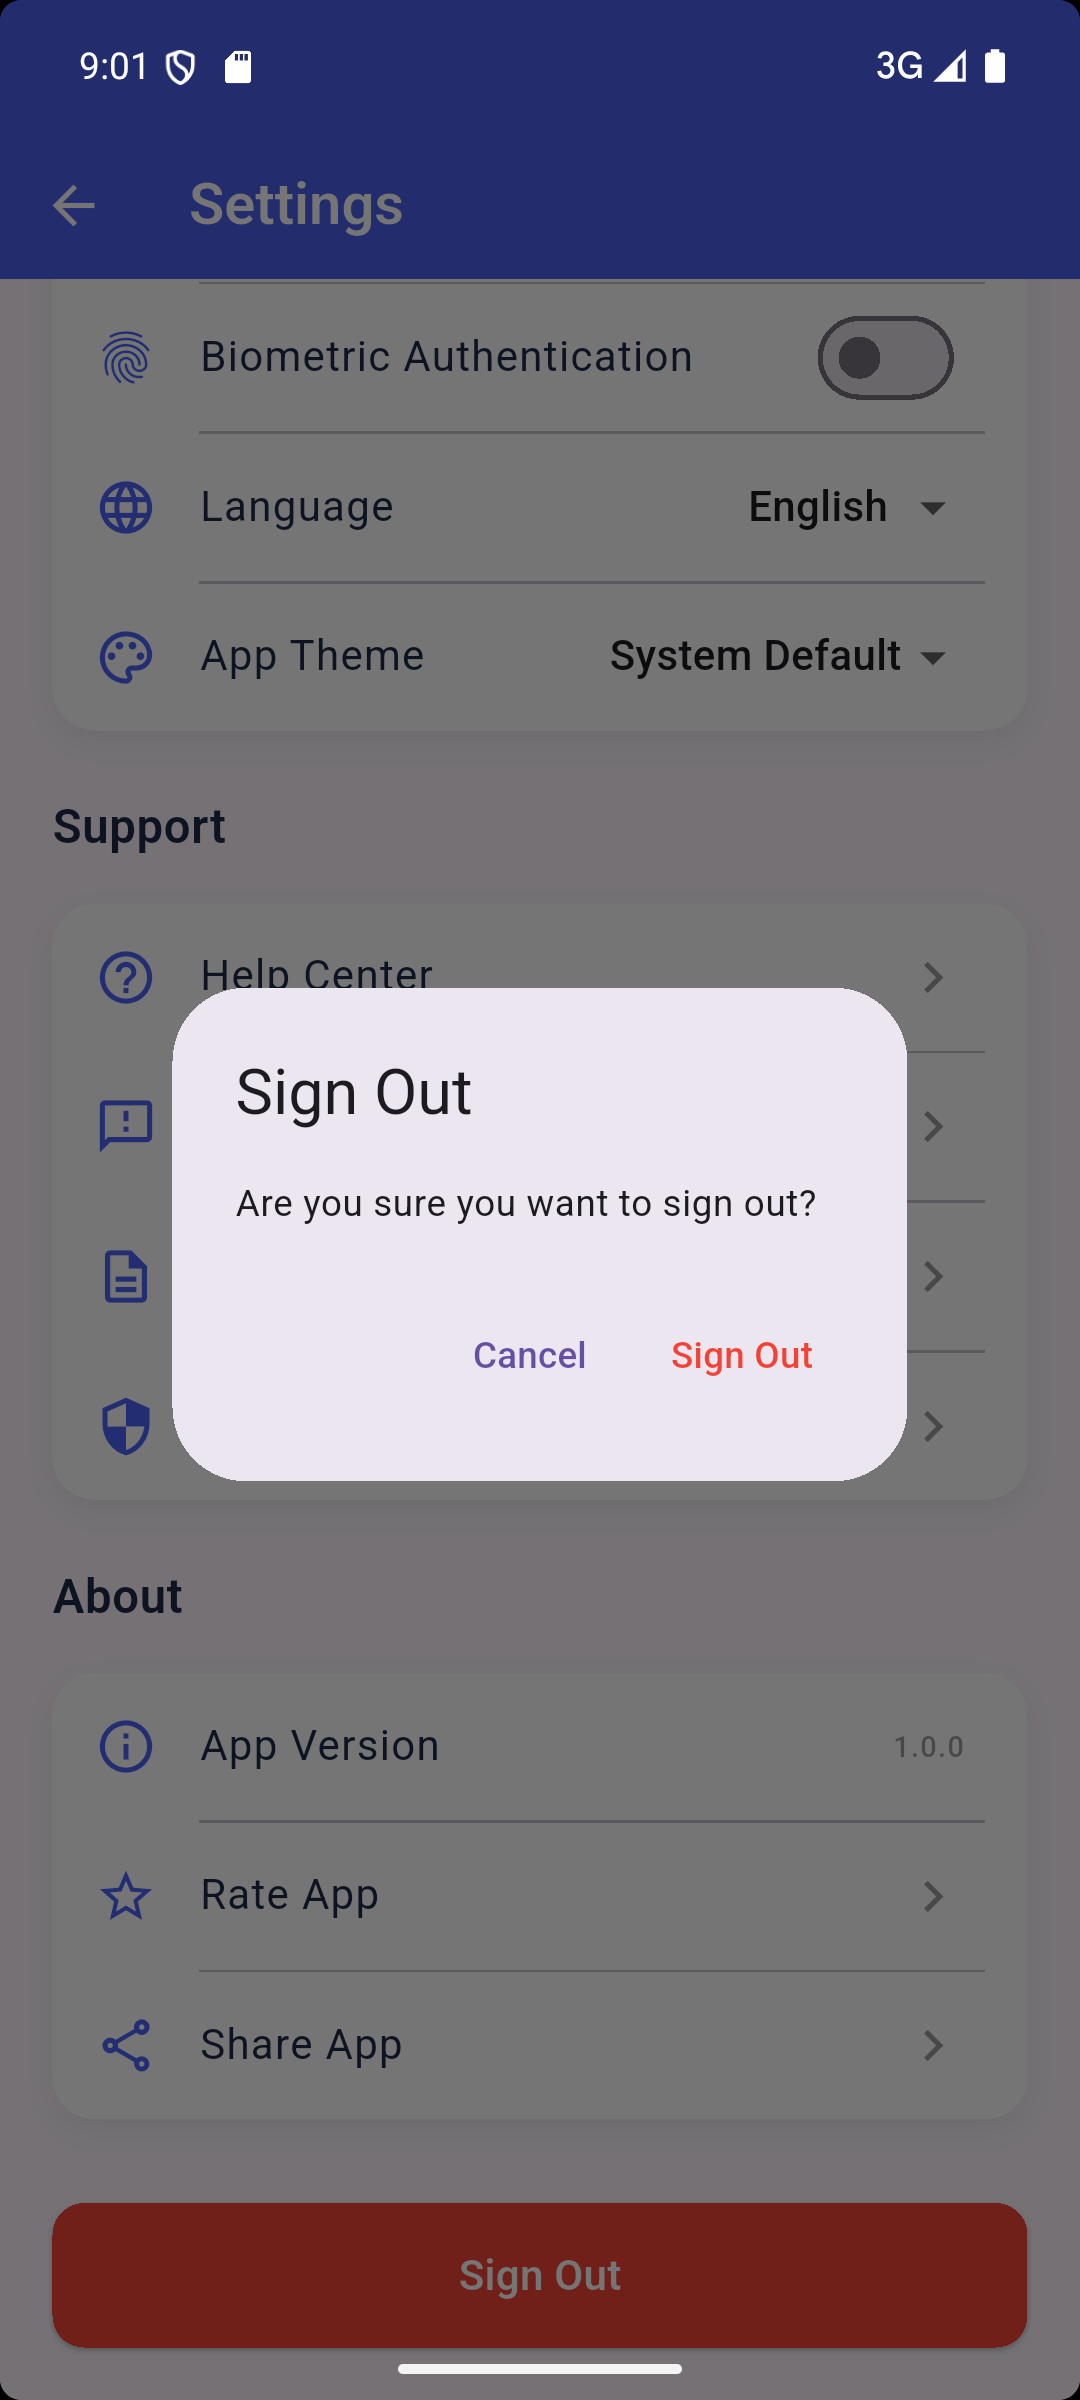 9:01
3G
Settings
Biometric Authentication
Language
English
App Theme
System Default
Support
Help Center
Sign Out
Are you sure you want to sign out?
Cancel
Sign Out
About
App Version
1.0.0
Rate App
Share App
Sign Out